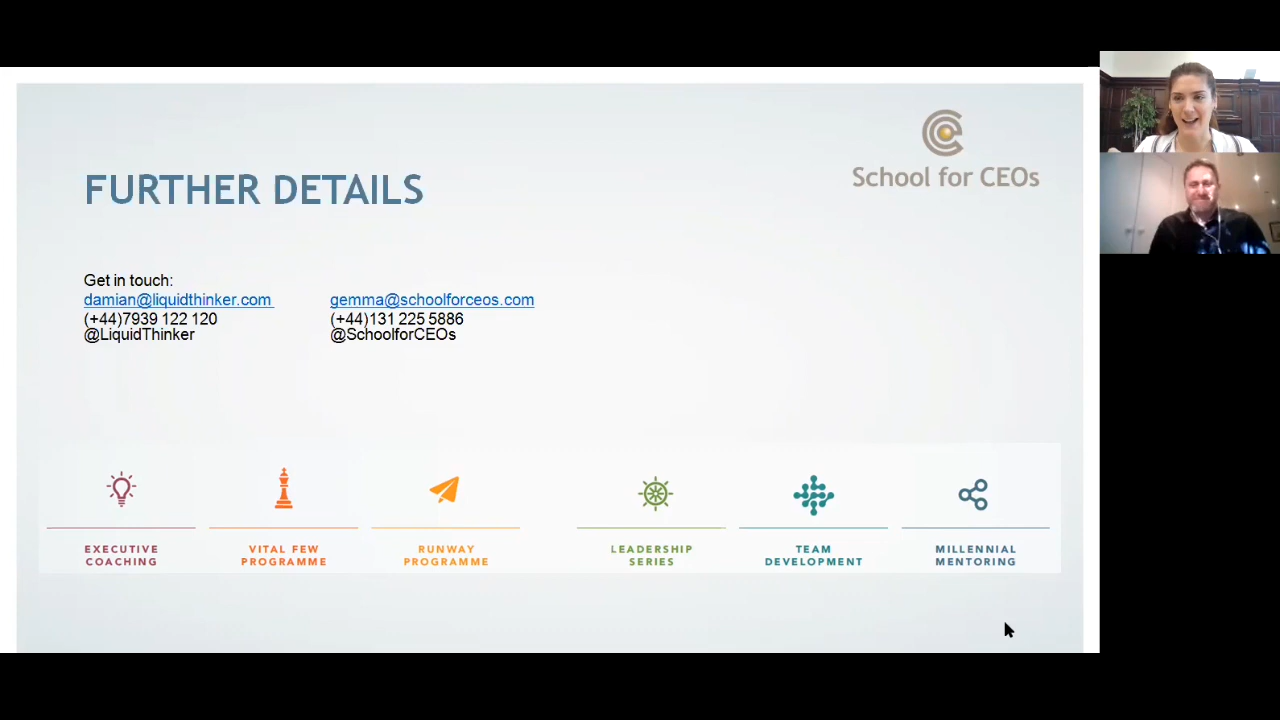 School for CEOs
FURTHER DETAILS
Get in touch:
damian@liquidthinker.com
(+44)7939 122 120
@LiquidThinker
gemma@schoolforceos.com
(+44)131 225 5886
@SchoolforCEOs
EXECUTIVE
COACHING
VITAL FEW
PROGRAMME
RUNWAY
PROGRAMME
LEADERSHIP
SERIES
TEAM
DEVELOPMENT
MILLENNIAL
MENTORING